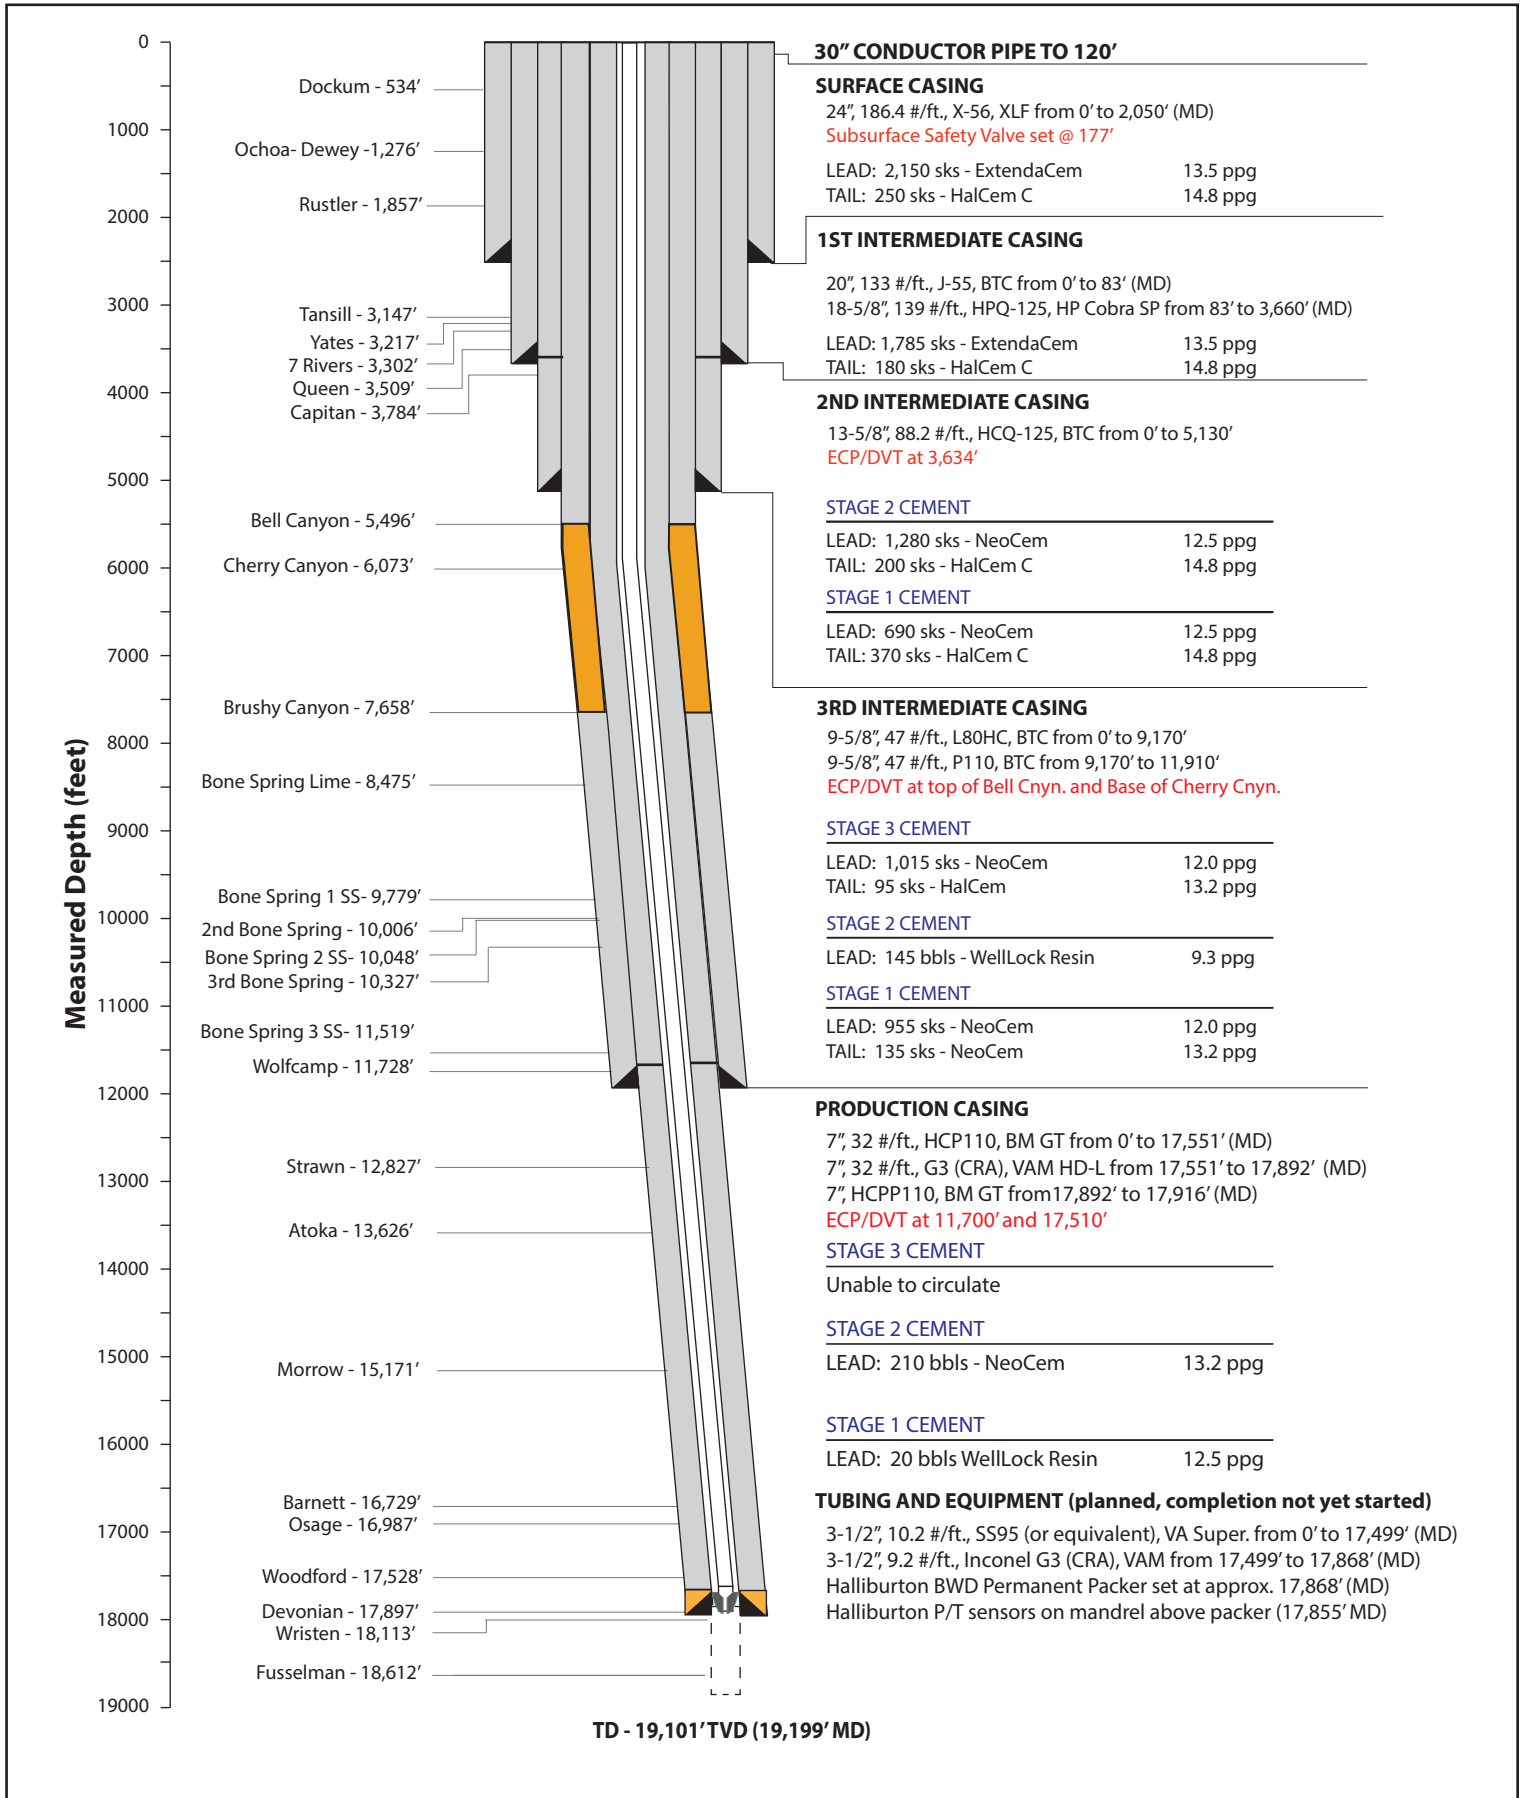 0
1000
2000
3000
4000
5000
6000
7000
8000
9000
10000
11000
12000
13000
14000
15000
16000
17000
18000
19000
Measured Depth (feet)
Dockum - 534’
Ochoa- Dewey -1,276’
Rustler - 1,857’
Tansill - 3,147’
Yates - 3,217’
7 Rivers - 3,302’
Queen - 3,509’
Capitan - 3,784’
Bell Canyon - 5,496’
Cherry Canyon - 6,073’
Brushy Canyon - 7,658’
Bone Spring Lime - 8,475’
Bone Spring 1 SS- 9,779’
2nd Bone Spring - 10,006’
Bone Spring 2 SS- 10,048’
3rd Bone Spring - 10,327’
Bone Spring 3 SS- 11,519’
Wolfcamp - 11,728’
Strawn - 12,827’
Atoka - 13,626’
Morrow - 15,171’
Barnett - 16,729’
Osage - 16,987’
Woodford - 17,528’
Devonian - 17,897’
Wristen - 18,113’
Fusselman - 18,612’
TD - 19,101’ TVD (19,199’ MD)
30” CONDUCTOR PIPE TO 120’
SURFACE CASING
24”, 186.4 #/ft., X-56, XLF from 0’ to 2,050‘ (MD)
Subsurface Safety Valve set @ 177’
LEAD: 2,150 sks - ExtendaCem 13.5 ppg
TAIL: 250 sks - HalCem C 14.8 ppg
1ST INTERMEDIATE CASING
20”, 133 #/ft., J-55, BTC from 0’ to 83‘ (MD)
18-5/8”, 139 #/ft., HPQ-125, HP Cobra SP from 83’ to 3,660’ (MD)
LEAD: 1,785 sks - ExtendaCem 13.5 ppg
TAIL: 180 sks - HalCem C 14.8 ppg
2ND INTERMEDIATE CASING
13-5/8”, 88.2 #/ft., HCQ-125, BTC from 0’ to 5,130’
ECP/DVT at 3,634’
STAGE 2 CEMENT
LEAD: 1,280 sks - NeoCem 12.5 ppg
TAIL: 200 sks - HalCem C 14.8 ppg
STAGE 1 CEMENT
LEAD: 690 sks - NeoCem 12.5 ppg
TAIL: 370 sks - HalCem C 14.8 ppg
3RD INTERMEDIATE CASING
9-5/8”, 47 #/ft., L80HC, BTC from 0’ to 9,170’
9-5/8”, 47 #/ft., P110, BTC from 9,170’ to 11,910‘
ECP/DVT at top of Bell Cnyn. and Base of Cherry Cnyn.
STAGE 3 CEMENT
LEAD: 1,015 sks - NeoCem 12.0 ppg
TAIL: 95 sks - HalCem 13.2 ppg
STAGE 2 CEMENT
LEAD: 145 bbls - WellLock Resin 9.3 ppg
STAGE 1 CEMENT
LEAD: 955 sks - NeoCem 12.0 ppg
TAIL: 135 sks - NeoCem 13.2 ppg
PRODUCTION CASING
7”, 32 #/ft., HCP110, BM GT from 0’ to 17,551’ (MD)
7”, 32 #/ft., G3 (CRA), VAM HD-L from 17,551’ to 17,892’ (MD)
7”, HCPP110, BM GT from17,892‘ to 17,916’ (MD)
ECP/DVT at 11,700’ and 17,510’
STAGE 3 CEMENT
Unable to circulate
STAGE 2 CEMENT
LEAD: 210 bbls - NeoCem 13.2 ppg
STAGE 1 CEMENT
LEAD: 20 bbls WellLock Resin 12.5 ppg
TUBING AND EQUIPMENT (planned, completion not yet started)
3-1/2”, 10.2 #/ft., SS95 (or equivalent), VA Super. from 0’ to 17,499‘ (MD)
3-1/2”, 9.2 #/ft., Inconel G3 (CRA), VAM from 17,499’ to 17,868’ (MD)
Halliburton BWD Permanent Packer set at approx. 17,868’ (MD)
Halliburton P/T sensors on mandrel above packer (17,855’ MD)